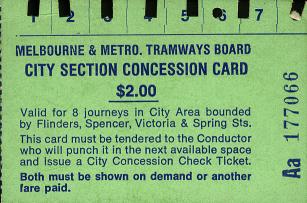 1 2 3 4 5 6 7
MELBOURNE & METRO. TRAMWAYS BOARD
CITY SECTION CONCESSION CARD
$2.00
Valid for 8 journeys in City Area bounded
by Flinders, Spencer, Victoria & Spring Sts.
This card must be tendered to the Conductor
who will punch it in the next available space
and issue a City Concession Check Ticket.
Both must be shown on demand or another
fare paid.
Aa 177066